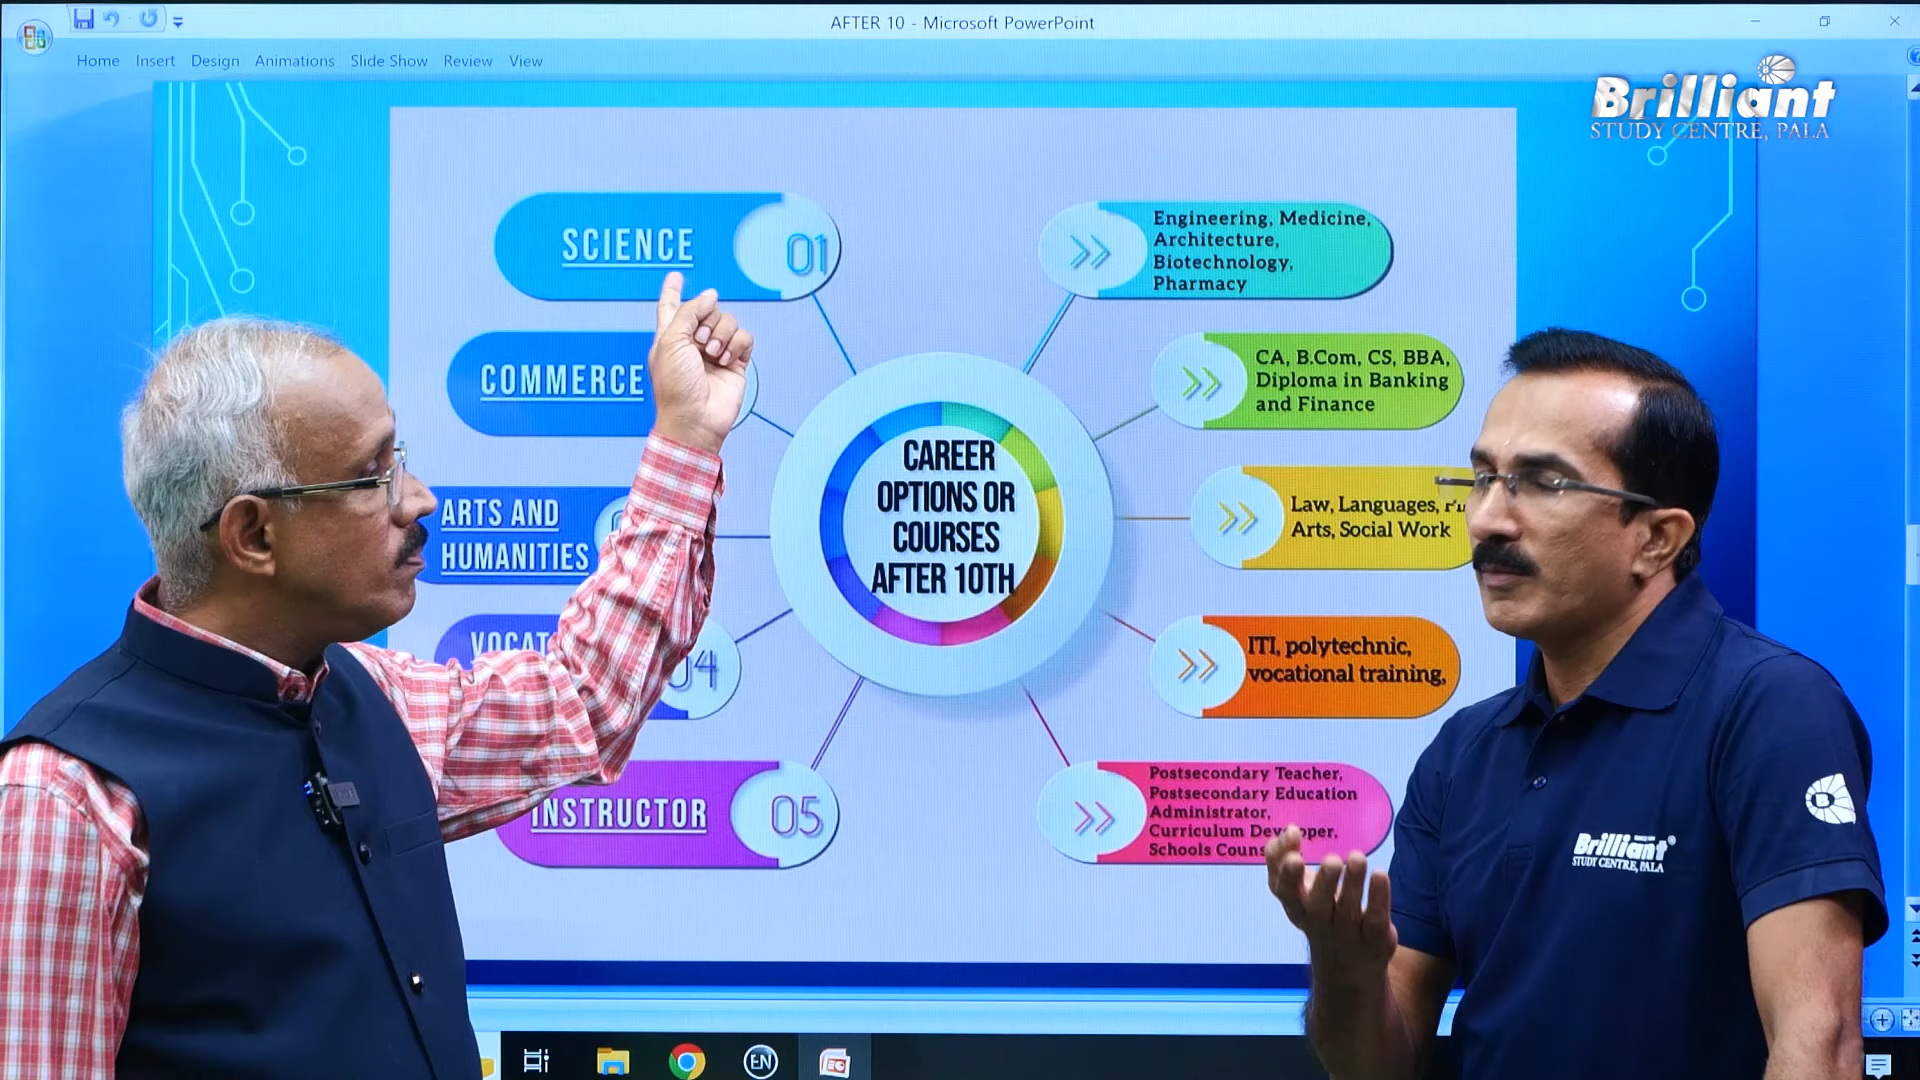 AFTER 10 - Microsoft PowerPoint
Home Insert Design Animations Slide Show Review View
Brilliant
STUDY CENTRE, PALA
SCIENCE
01
COMMERCE
ARTS AND
HUMANITIES
04
INSTRUCTOR
05
CAREER
OPTIONS OR
COURSES
AFTER 10TH
Engineering, Medicine,
Architecture,
Biotechnology,
Pharmacy
CA, B.Com, CS, BBA,
Diploma in Banking
and Finance
Law, Languages,
Arts, Social Work
ITI, polytechnic,
vocational training,
Postsecondary Teacher,
Postsecondary Education
Administrator,
Curriculum
Schools
Brilliant
STUDY CENTRE, PALA
EN